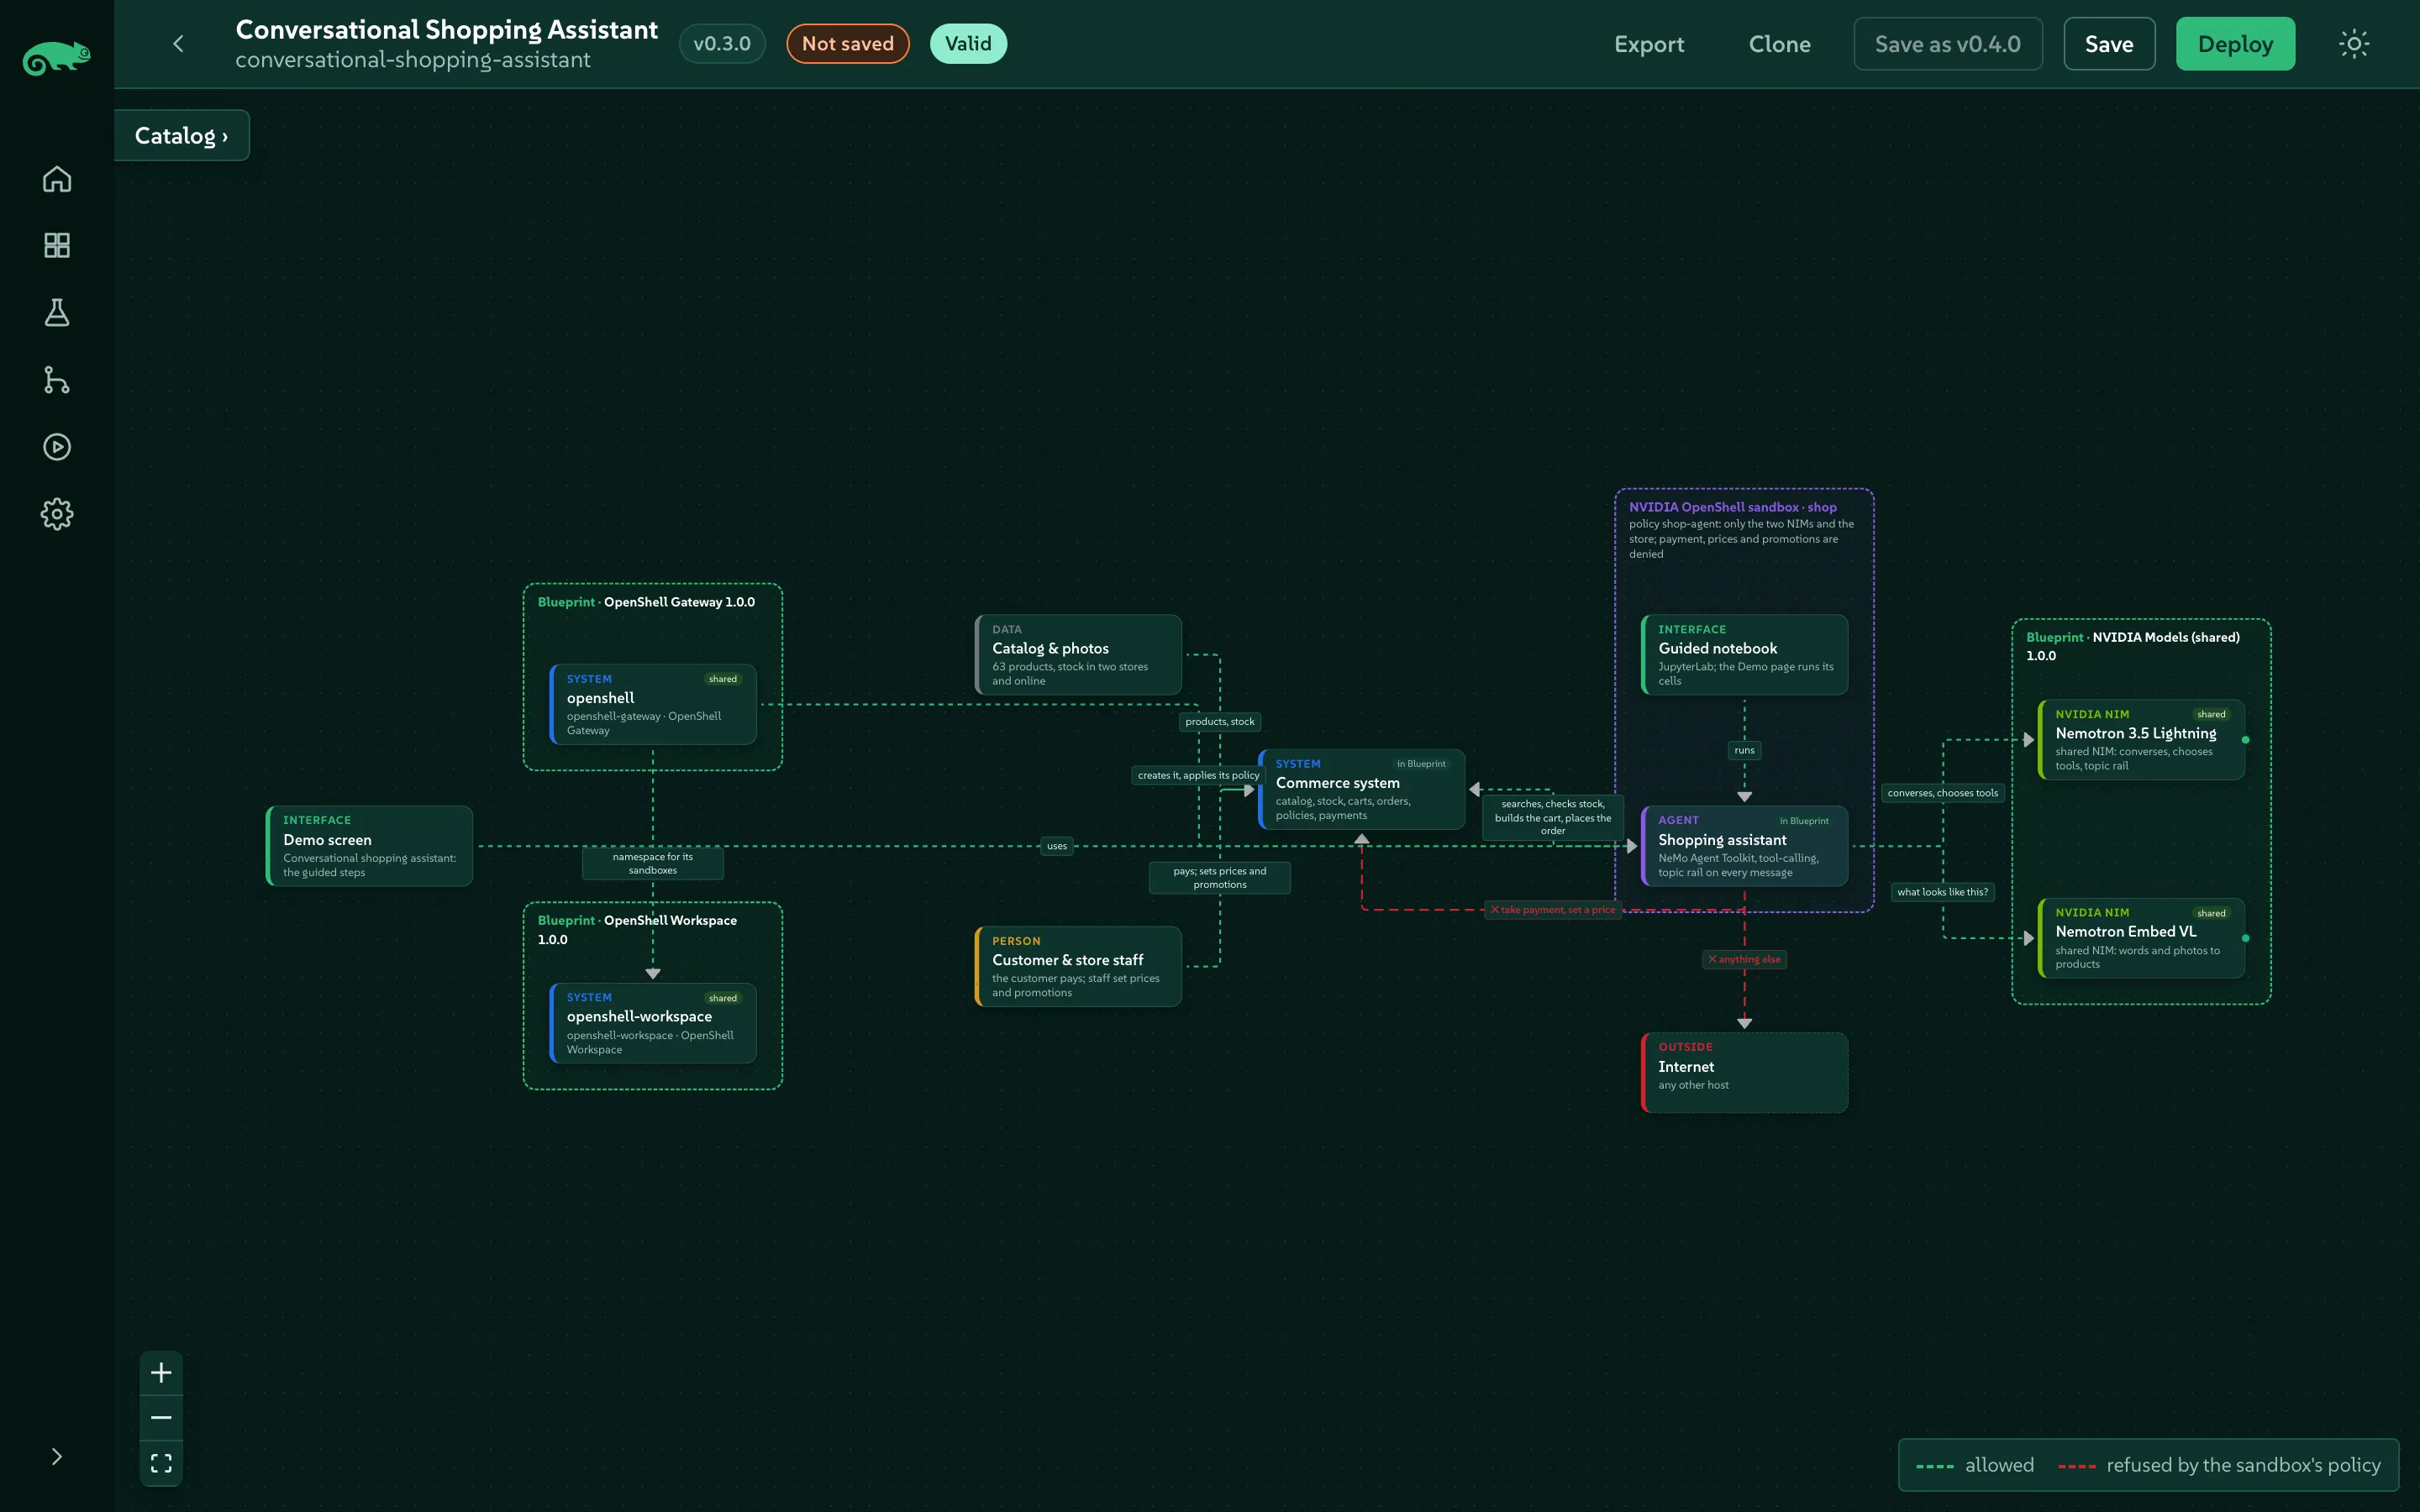 Conversational Shopping Assistant
conversational-shopping-assistant
v0.3.0
Not saved
Valid
Export
Clone
Save as v0.4.0
Save
Deploy
Catalog ›
NVIDIA OpenShell sandbox · shop
policy shop-agent: only the two NIMs and the
store; payment, prices and promotions are
denied
Blueprint · OpenShell Gateway 1.0.0
SYSTEM
shared
openshell
openshell-gateway · OpenShell
Gateway
DATA
Catalog & photos
63 products, stock in two stores
and online
INTERFACE
Guided notebook
JupyterLab; the Demo page runs its
cells
Blueprint · NVIDIA Models (shared)
1.0.0
NVIDIA NIM
shared
Nemotron 3.5 Lightning
shared NIM: converses, chooses
tools, topic rail
products, stock
creates it, applies its policy
SYSTEM
in Blueprint
Commerce system
catalog, stock, carts, orders,
policies, payments
runs
searches, checks stock,
builds the cart, places the
order
converses, chooses tools
INTERFACE
Demo screen
Conversational shopping assistant:
the guided steps
namespace for its
sandboxes
uses
AGENT
in Blueprint
Shopping assistant
NeMo Agent Toolkit, tool-calling,
topic rail on every message
pays; sets prices and
promotions
what looks like this?
✕ take payment, set a price
Blueprint · OpenShell Workspace
1.0.0
SYSTEM
shared
openshell-workspace
openshell-workspace · OpenShell
Workspace
PERSON
Customer & store staff
the customer pays; staff set prices
and promotions
✕ anything else
NVIDIA NIM
shared
Nemotron Embed VL
shared NIM: words and photos to
products
OUTSIDE
Internet
any other host
allowed
refused by the sandbox's policy